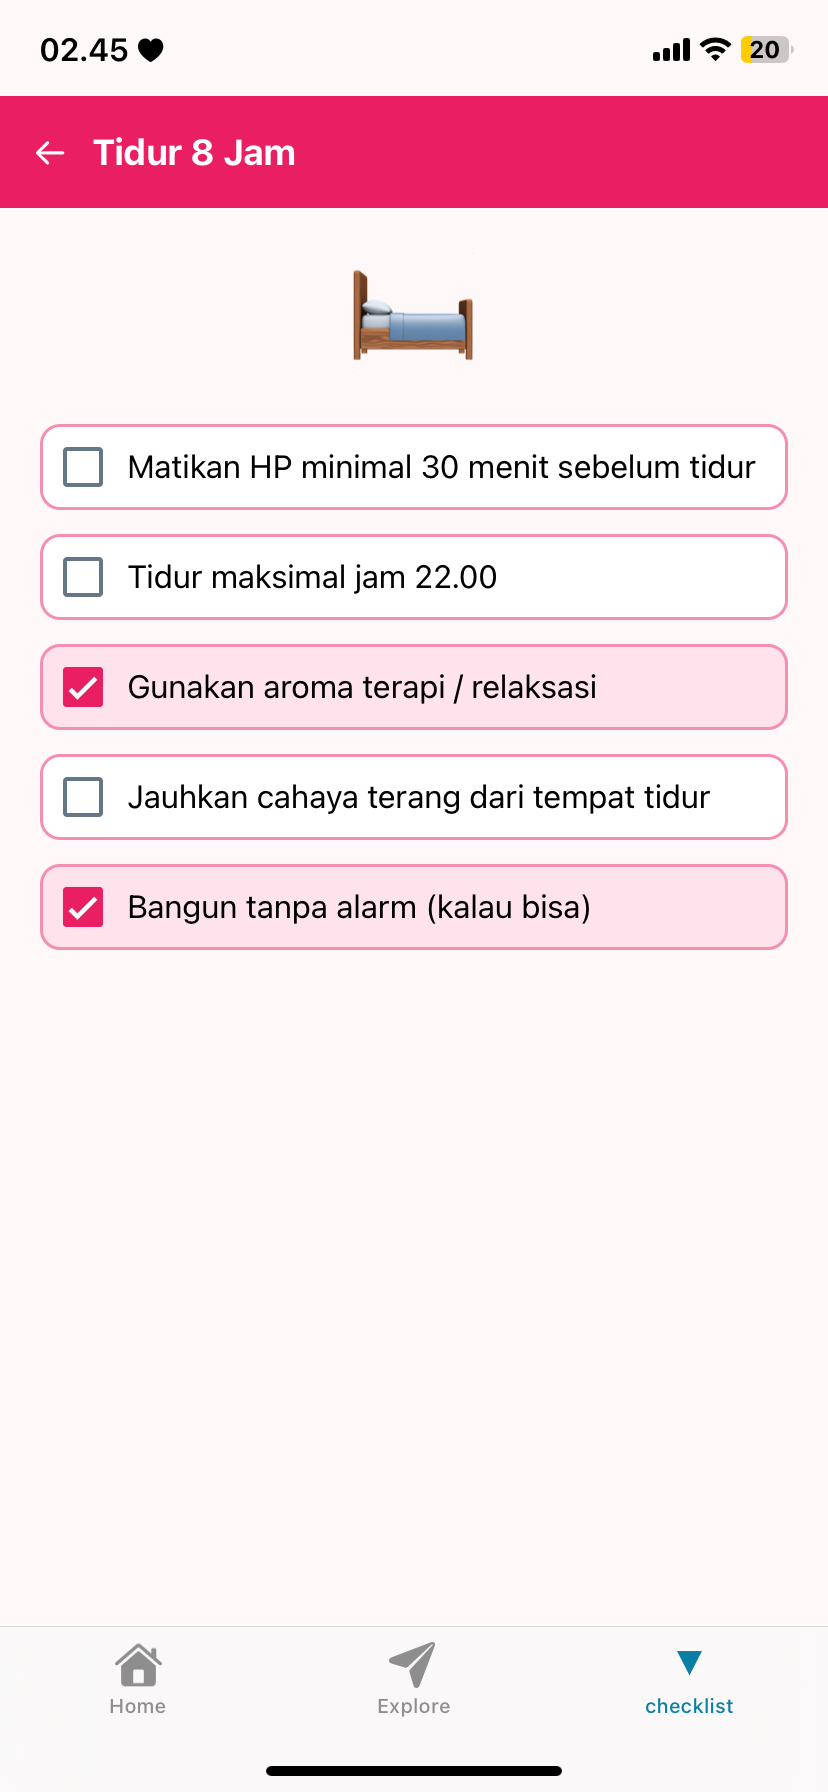 02.45
20
Tidur 8 Jam
Matikan HP minimal 30 menit sebelum tidur
Tidur maksimal jam 22.00
Gunakan aroma terapi / relaksasi
Jauhkan cahaya terang dari tempat tidur
Bangun tanpa alarm (kalau bisa)
Home
Explore
checklist